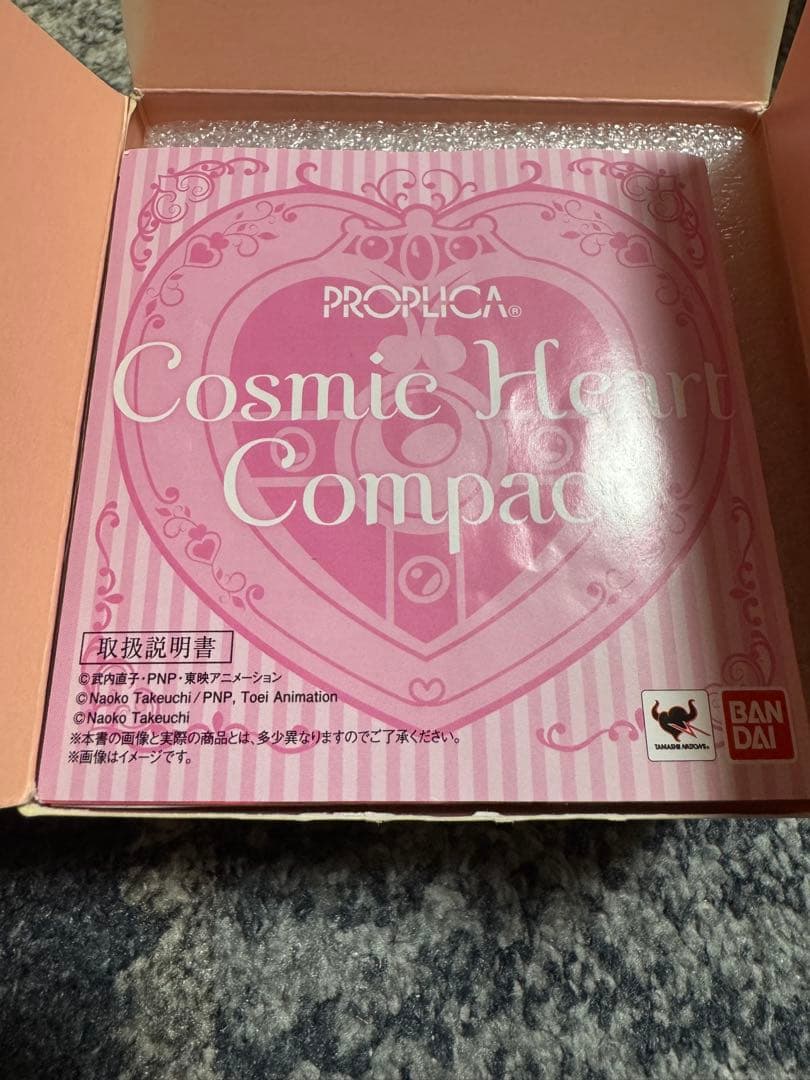 PROPLICA®
Cosmic Heart
Compact
取扱説明書
©武内直子・PNP・東映アニメーション
©Naoko Takeuchi/PNP, Toei Animation
©Naoko Takeuchi
※本書の画像と実際の商品とは、多少異なりますのでご了承ください。
※画像はイメージです。
TAMASHII NATIONS®
BAN
DAI